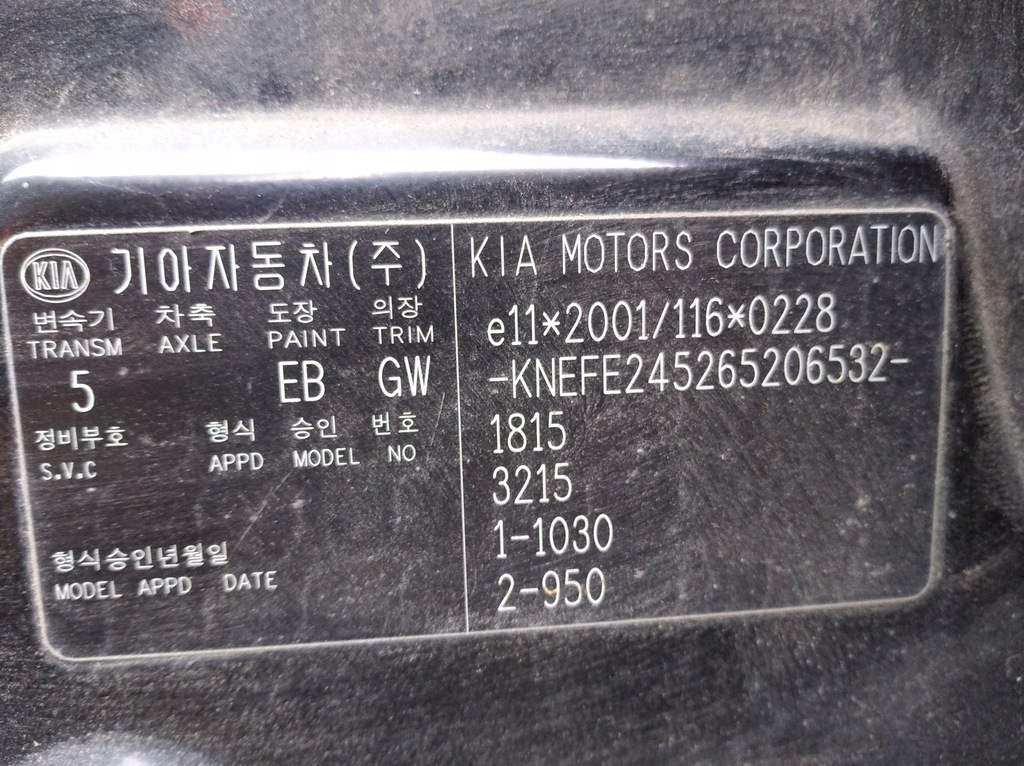 KIA 기아자동차(주)
변속기 차축 도장 의장
TRANSM AXLE PAINT TRIM
5 EB GW
정비부호 형식 승인 번호
S.V.C APPD MODEL NO
형식승인년월일
MODEL APPD DATE
KIA MOTORS CORPORATION
e11*2001/116*0228
-KNEFE245265206532-
1815
3215
1-1030
2-950